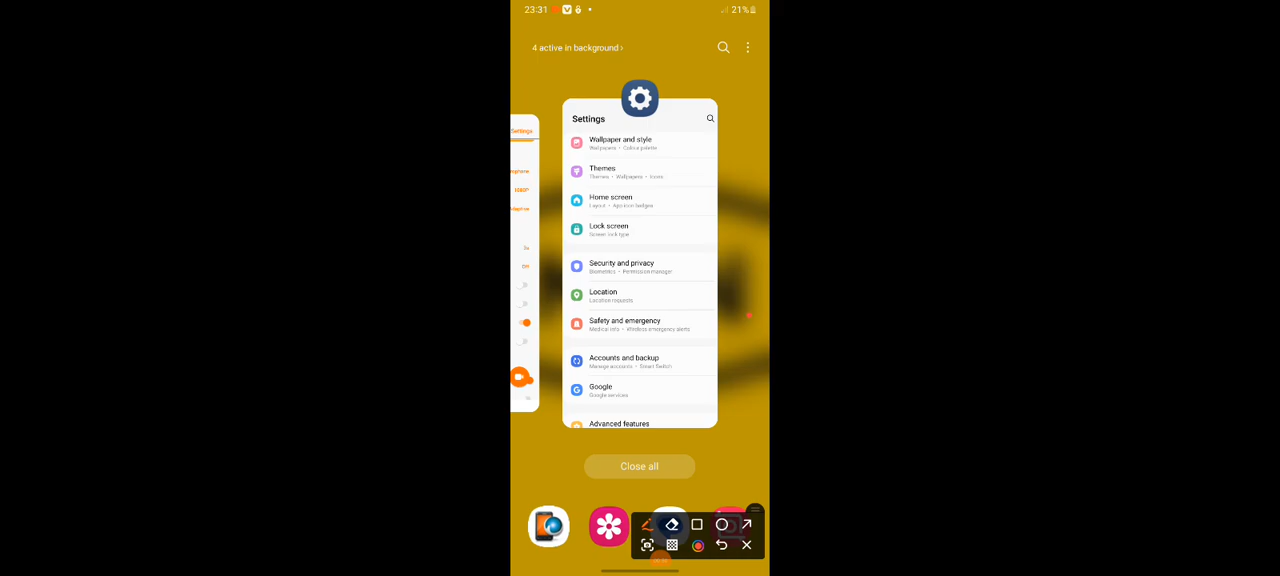 23:31
21%
4 active in background ›
Settings
Settings
Wallpaper and style
Wallpapers • Colour palette
Themes
Themes • Wallpapers • Icons
1080P
Home screen
Layout • App icon badges
Lock screen
Screen lock type
3s
Off
Security and privacy
Biometrics • Permission manager
Location
Location requests
Safety and emergency
Medical info • Wireless emergency alerts
Accounts and backup
Manage accounts • Smart Switch
Google
Google services
Advanced features
Close all